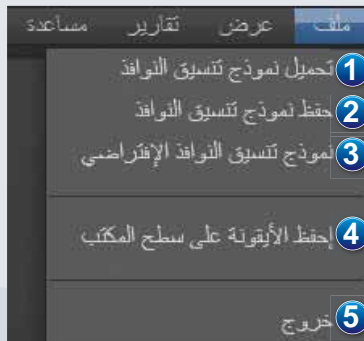 ملف عرض تقارير مساعدة
1 تحميل نموذج تنسيق النوافذ
2 حفظ نموذج تنسيق النوافذ
3 نموذج تنسيق النوافذ الإفتراضي
4 إحفظ الأيقونة على سطح المكتب
5 خروج